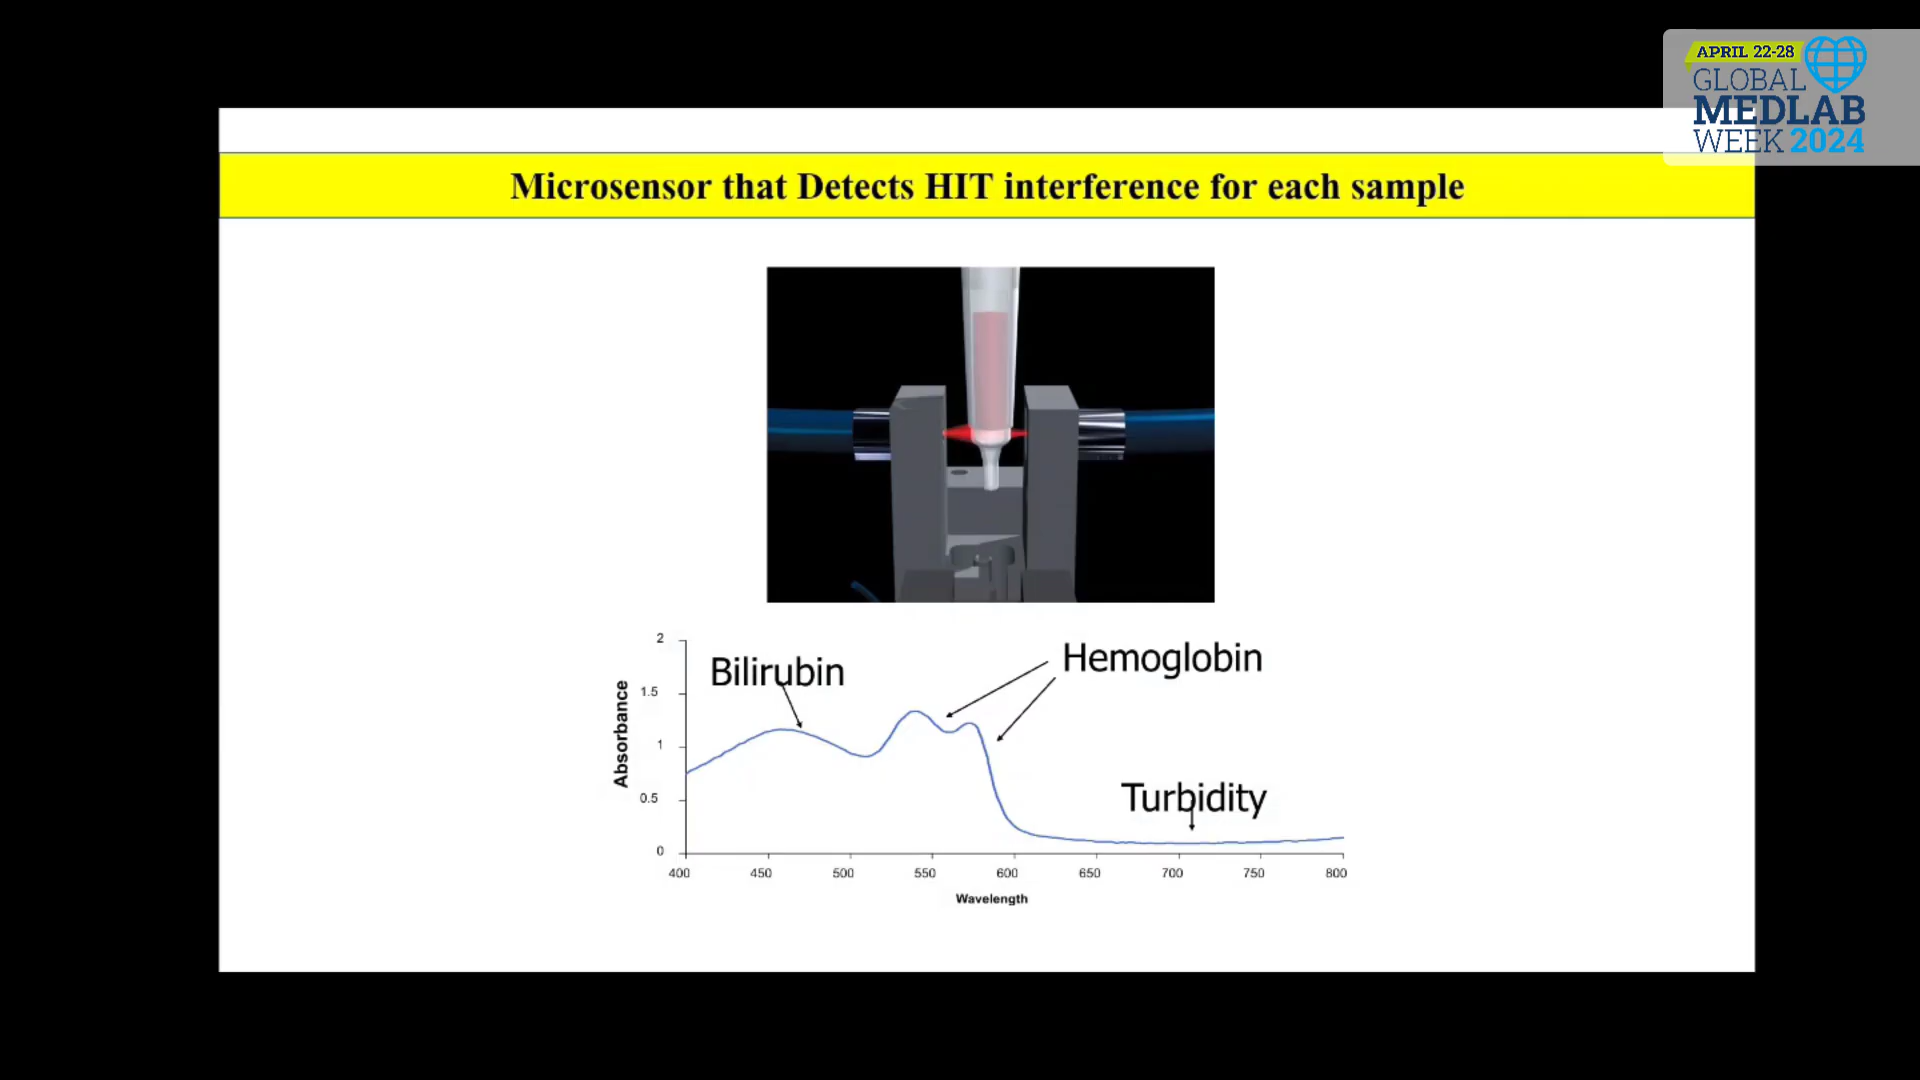 APRIL 22-28
GLOBAL
MEDLAB
WEEK 2024
Microsensor that Detects HIT interference for each sample
2
1.5
1
0.5
0
Absorbance
Bilirubin
Hemoglobin
Turbidity
400 450 500 550 600 650 700 750 800
Wavelength